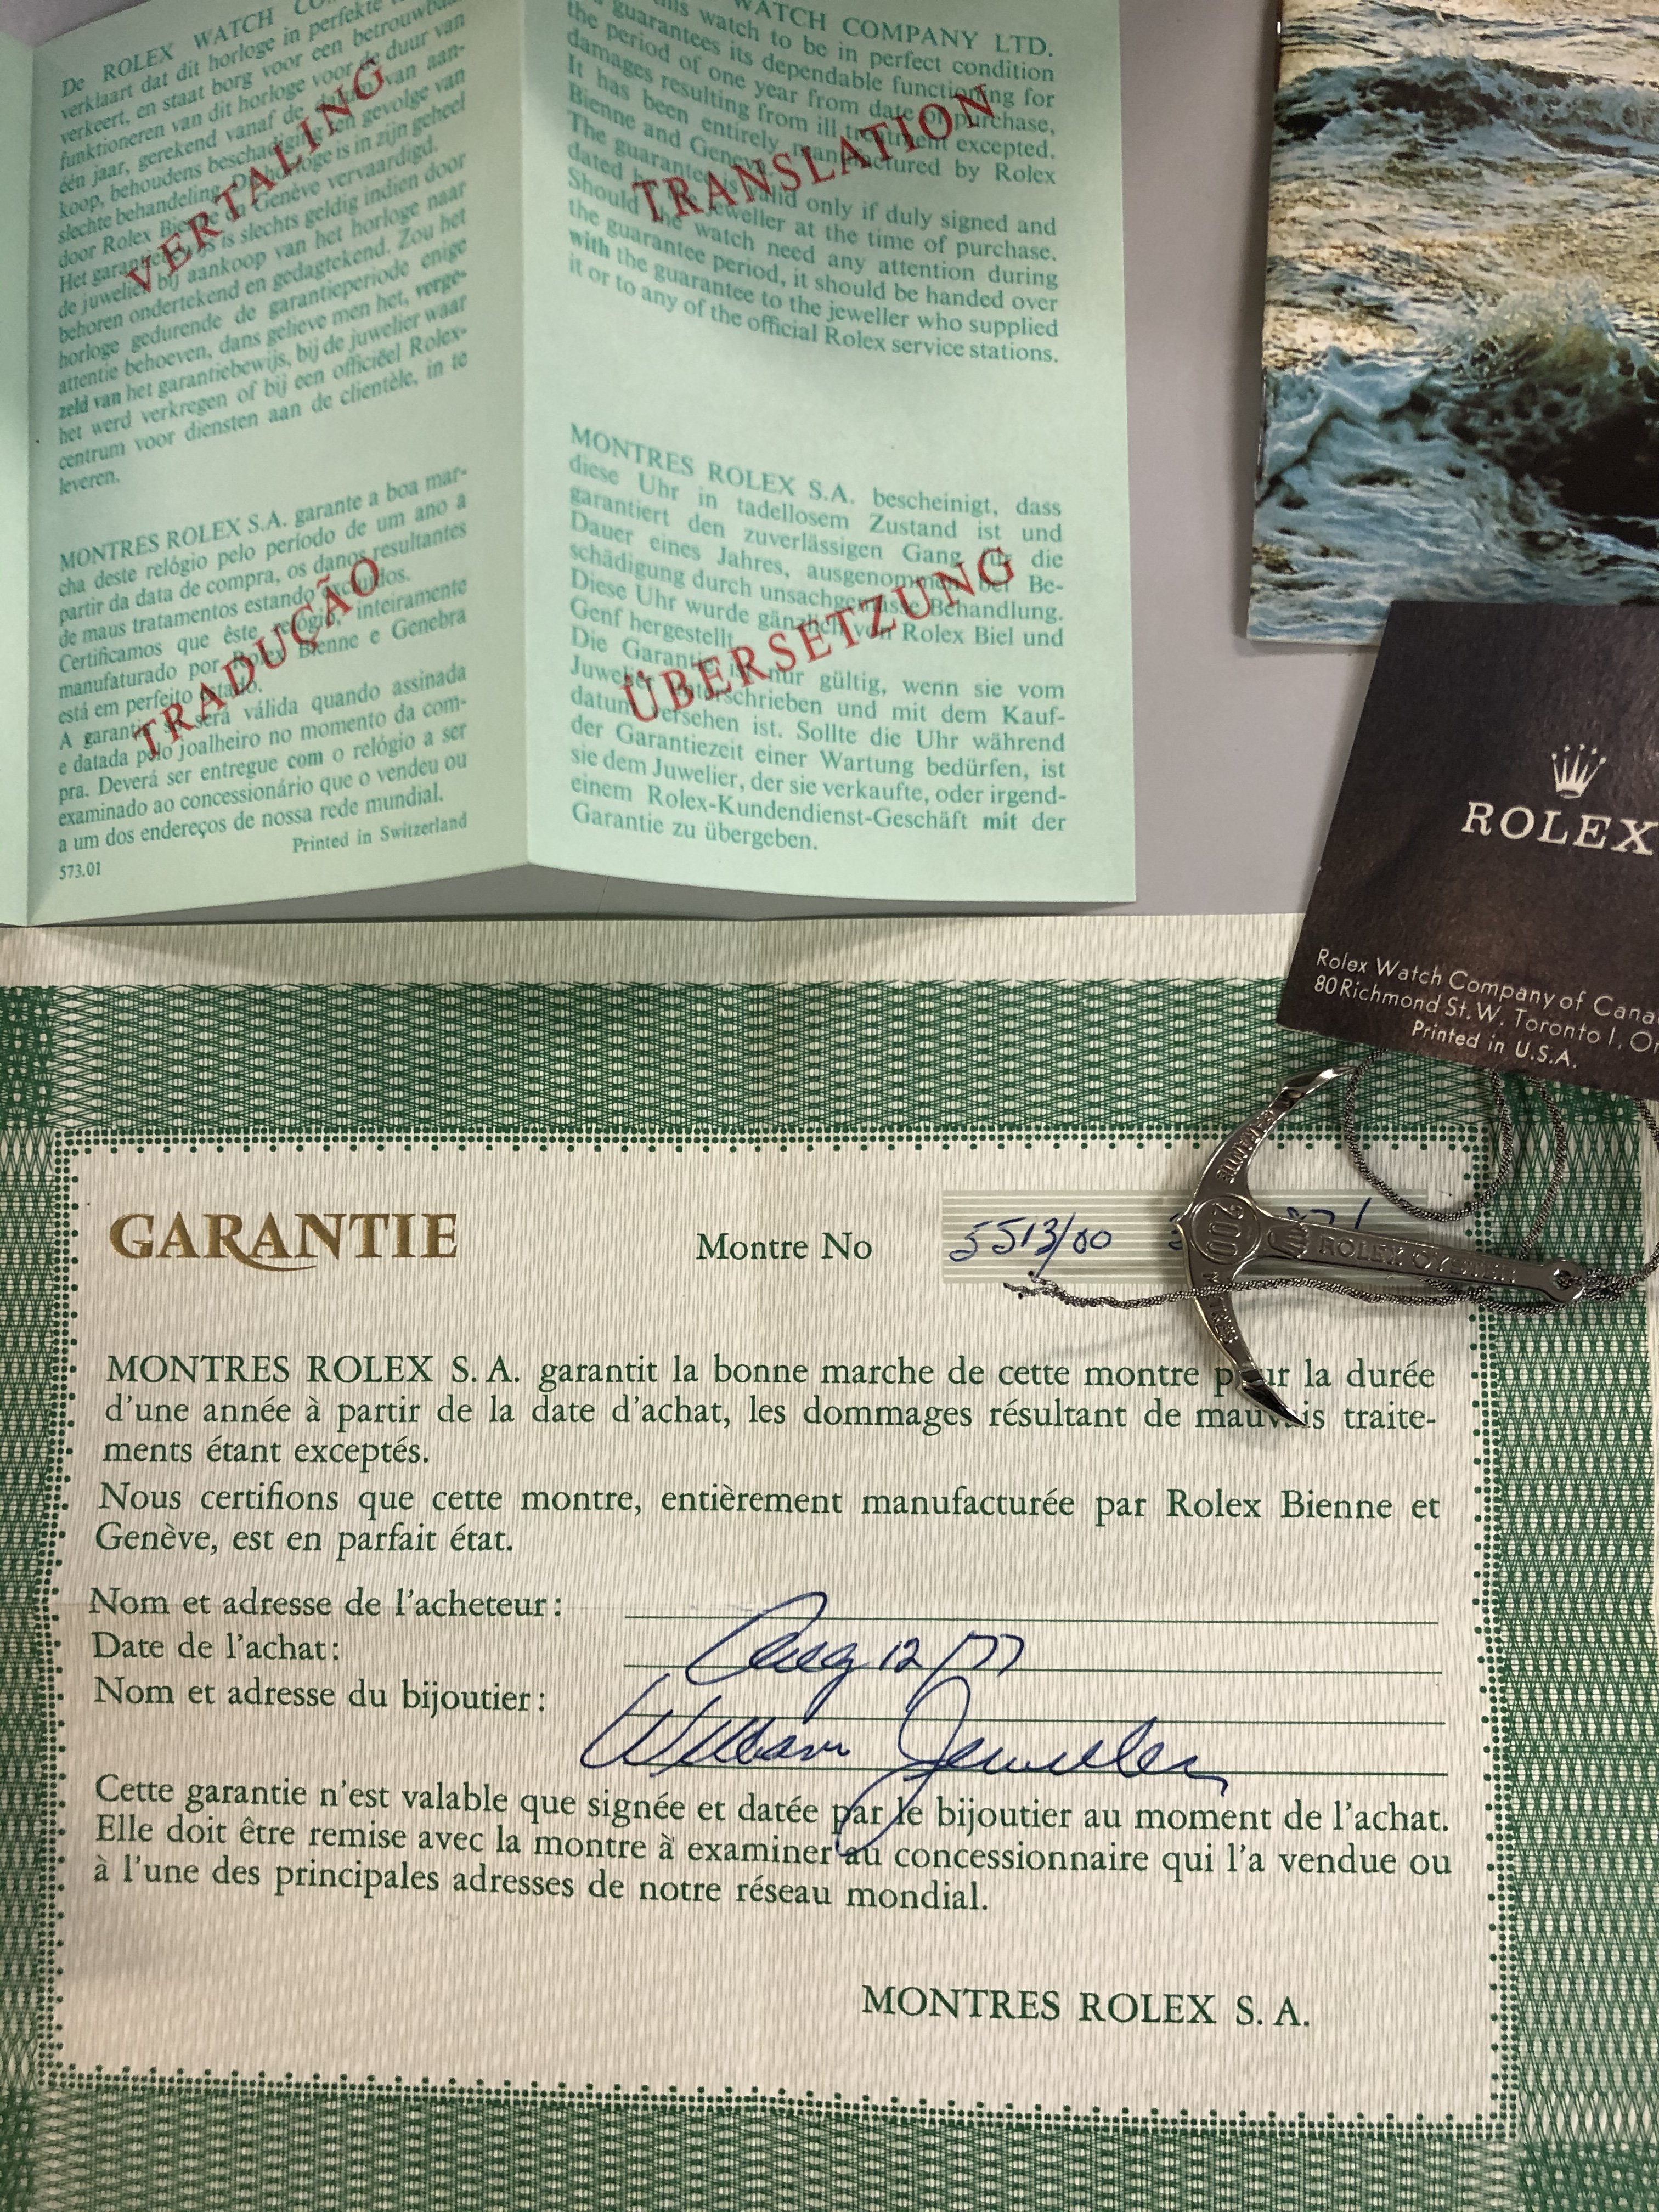 De ROLEX WATCH
verklaart dat dit horloge in perfekte
verkeert, en staat borg voor een betrouwba
funktioneren van dit horloge voor de duur van
één jaar, gerekend vanaf de datum van aan-
koop, behoudens beschadiging ten gevolge van
slechte behandeling. Dit horloge is in zijn geheel
door Rolex Bienne en Genève vervaardigd.
Het garantiebewijs is slechts geldig indien door
de juwelier bij aankoop van het horloge naar
behoren ondertekend en gedagtekend. Zou het
horloge gedurende de garantieperiode enige
attentie behoeven, dans gelieve men het, verge-
zeld van het garantiebewijs, bij de juwelier waar
het werd verkregen of bij een officiëel Rolex-
centrum voor diensten aan de clientèle, in te
leveren.
VERTALING
MONTRES ROLEX S.A. garante a boa mar-
cha deste relógio pelo período de um ano a
partir da data de compra, os danos resultantes
de maus tratamentos estando excluidos.
Certificamos que êste relógio, inteiramente
manufaturado por Rolex Bienne e Genebra
está em perfeito estado.
A garantia será válida quando assinada
e datada pelo joalheiro no momento da com-
pra. Deverá ser entregue com o relógio a ser
examinado ao concessionário que o vendeu ou
a um dos endereços de nossa rede mundial.
TRADUÇÃO
Printed in Switzerland
573.01
WATCH COMPANY LTD.
this watch to be in perfect condition
guarantees its dependable functioning for
the period of one year from date of purchase,
damages resulting from ill treatment excepted.
It has been entirely manufactured by Rolex
Bienne and Geneva.
The guarantee is valid only if duly signed and
dated by the jeweller at the time of purchase.
Should the watch need any attention during
the guarantee period, it should be handed over
with the guarantee to the jeweller who supplied
it or to any of the official Rolex service stations.
TRANSLATION
MONTRES ROLEX S.A. bescheinigt, dass
diese Uhr in tadellosem Zustand ist und
garantiert den zuverlässigen Gang für die
Dauer eines Jahres, ausgenommen bei Be-
schädigung durch unsachgemässe Behandlung.
Diese Uhr wurde gänzlich von Rolex Biel und
Genf hergestellt.
Die Garantie ist nur gültig, wenn sie vom
Juwelier unterschrieben und mit dem Kauf-
datum versehen ist. Sollte die Uhr während
der Garantiezeit einer Wartung bedürfen, ist
sie dem Juwelier, der sie verkaufte, oder irgend-
einem Rolex-Kundendienst-Geschäft mit der
Garantie zu übergeben.
ÜBERSETZUNG
ROLEX
Rolex Watch Company of Cana
80 Richmond St. W. Toronto 1, On
Printed in U.S.A.
GARANTIE
Montre No 5513/00
200
ROLEX OYSTER
MONTRES ROLEX S. A. garantit la bonne marche de cette montre pour la durée
d'une année à partir de la date d'achat, les dommages résultant de mauvais traite-
ments étant exceptés.
Nous certifions que cette montre, entièrement manufacturée par Rolex Bienne et
Genève, est en parfait état.
Nom et adresse de l'acheteur:
Date de l'achat: Aug 12/77
Nom et adresse du bijoutier:
William Jewellers
Cette garantie n'est valable que signée et datée par le bijoutier au moment de l'achat.
Elle doit être remise avec la montre à examiner au concessionnaire qui l'a vendue ou
à l'une des principales adresses de notre réseau mondial.
MONTRES ROLEX S. A.